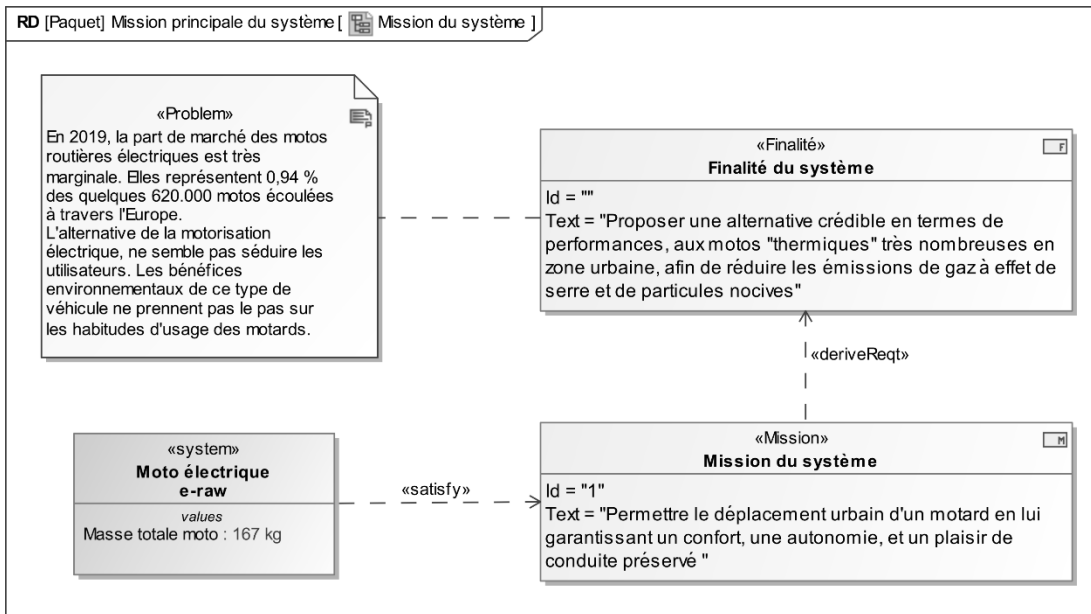 RD [Paquet] Mission principale du système [ Mission du système ]
«Problem»
En 2019, la part de marché des motos
routières électriques est très
marginale. Elles représentent 0,94 %
des quelques 620.000 motos écoulées
à travers l'Europe.
L'alternative de la motorisation
électrique, ne semble pas séduire les
utilisateurs. Les bénéfices
environnementaux de ce type de
véhicule ne prennent pas le pas sur
les habitudes d'usage des motards.
«Finalité»
F
Finalité du système
Id = ""
Text = "Proposer une alternative crédible en termes de
performances, aux motos "thermiques" très nombreuses en
zone urbaine, afin de réduire les émissions de gaz à effet de
serre et de particules nocives"
«deriveReqt»
«system»
Moto électrique
e-raw
values
Masse totale moto : 167 kg
«satisfy»
«Mission»
M
Mission du système
Id = "1"
Text = "Permettre le déplacement urbain d'un motard en lui
garantissant un confort, une autonomie, et un plaisir de
conduite préservé "